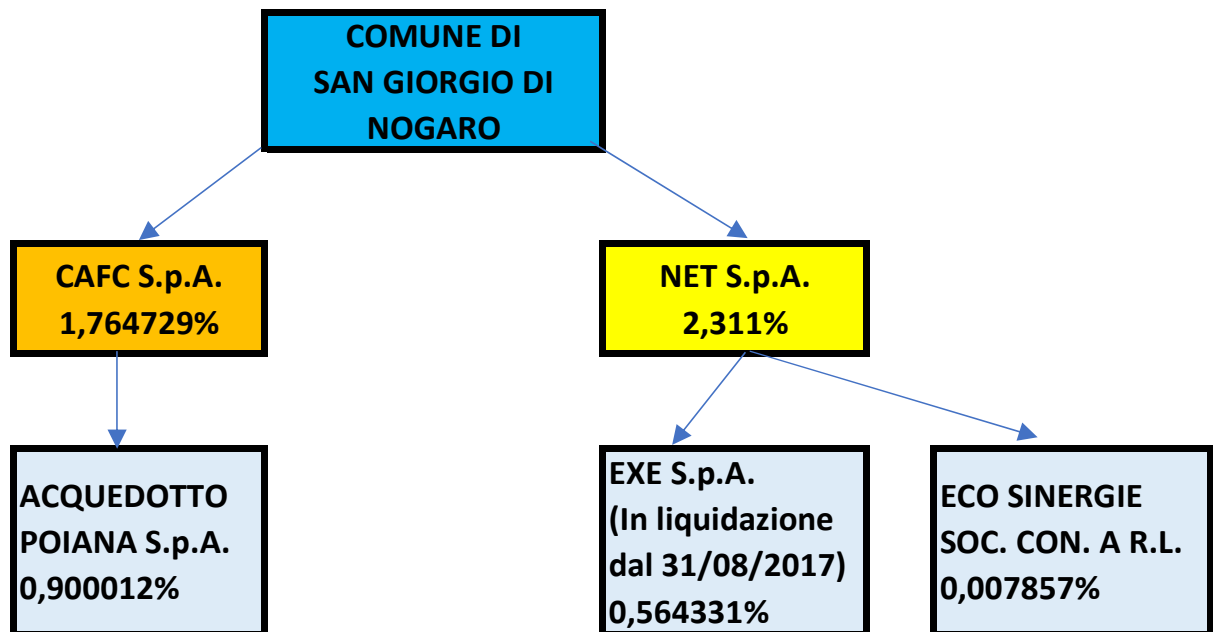 COMUNE DI
SAN GIORGIO DI
NOGARO
CAFC S.p.A.
1,764729%
NET S.p.A.
2,311%
ACQUEDOTTO
POIANA S.p.A.
0,900012%
EXE S.p.A.
(In liquidazione
dal 31/08/2017)
0,564331%
ECO SINERGIE
SOC. CON. A R.L.
0,007857%